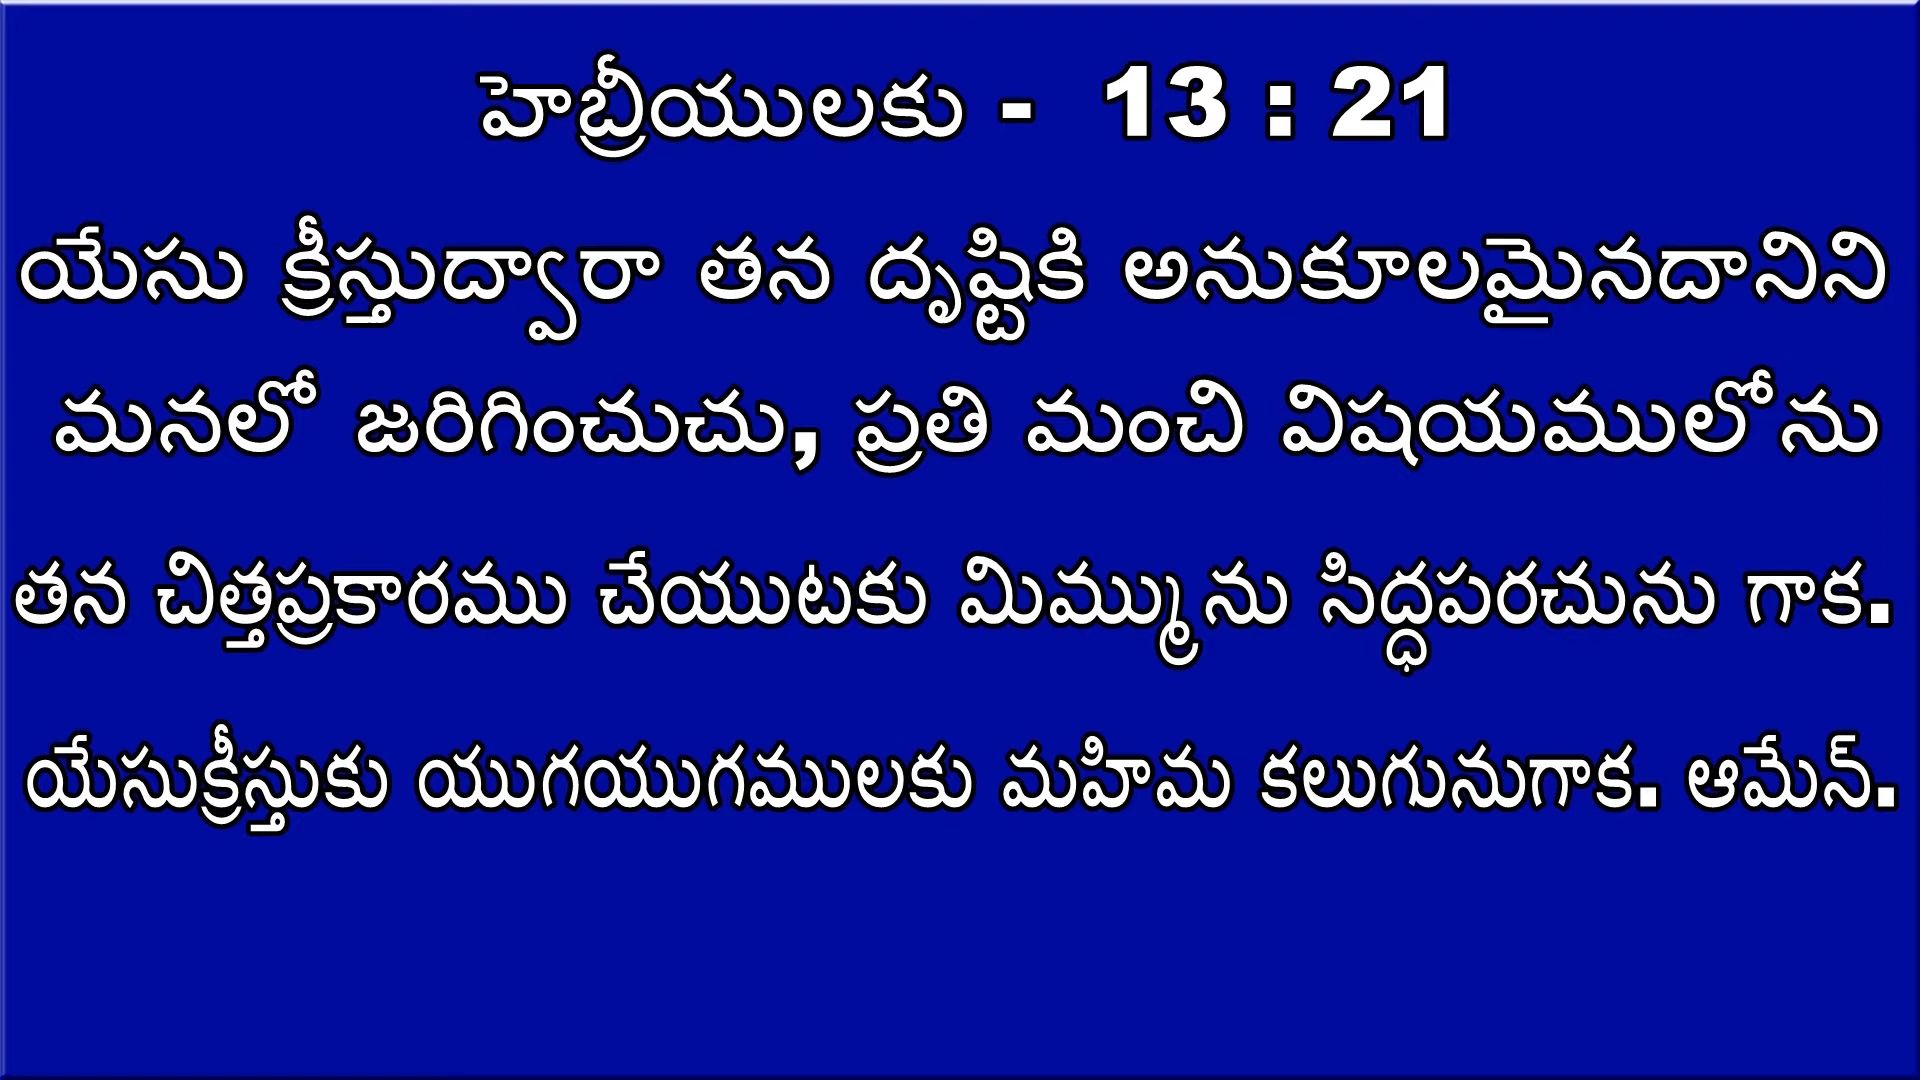 హెబ్రీయులకు - 13 : 21
యేసు క్రీస్తుద్వారా తన దృష్టికి అనుకూలమైనదానిని
మనలో జరిగించుచు, ప్రతి మంచి విషయములోను
తన చిత్తప్రకారము చేయుటకు మిమ్మును సిద్ధపరచును గాక.
యేసుక్రీస్తుకు యుగయుగములకు మహిమ కలుగునుగాక. ఆమేన్.